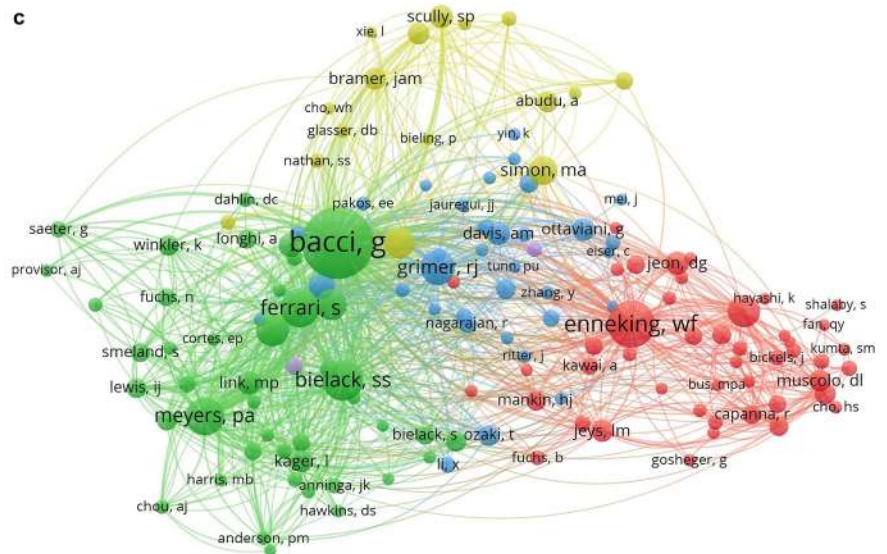 c
scully, sp
xie, l
bramer, jam
cho, wh
abudu, a
glasser, db
bieling, p
yin, k
nathan, ss
simon, ma
dahlin, dc
pakos, ee
jauregui, jj
mei, j
saeter, g
winkler, k
longhi, a
bacci, g
davis, am
ottaviani, g
eiser, c
provisor, aj
grimer, rj
tunn, pu
jeon, dg
fuchs, n
ferrari, s
zhang, y
hayashi, k
shalaby, s
cortes, ep
nagarajan, r
enneking, wf
fan, qy
smeland, s
ritter, j
kawai, a
bickels, j
kumta, sm
lewis, ij
link, mp
bielack, ss
bus, mpa
muscolo, dl
meyers, pa
mankin, hj
capanna, r
cho, hs
bielack, s
ozaki, t
jeys, lm
kager, l
li, x
fuchs, b
gosheger, g
harris, mb
anninga, jk
chou, aj
hawkins, ds
anderson, pm